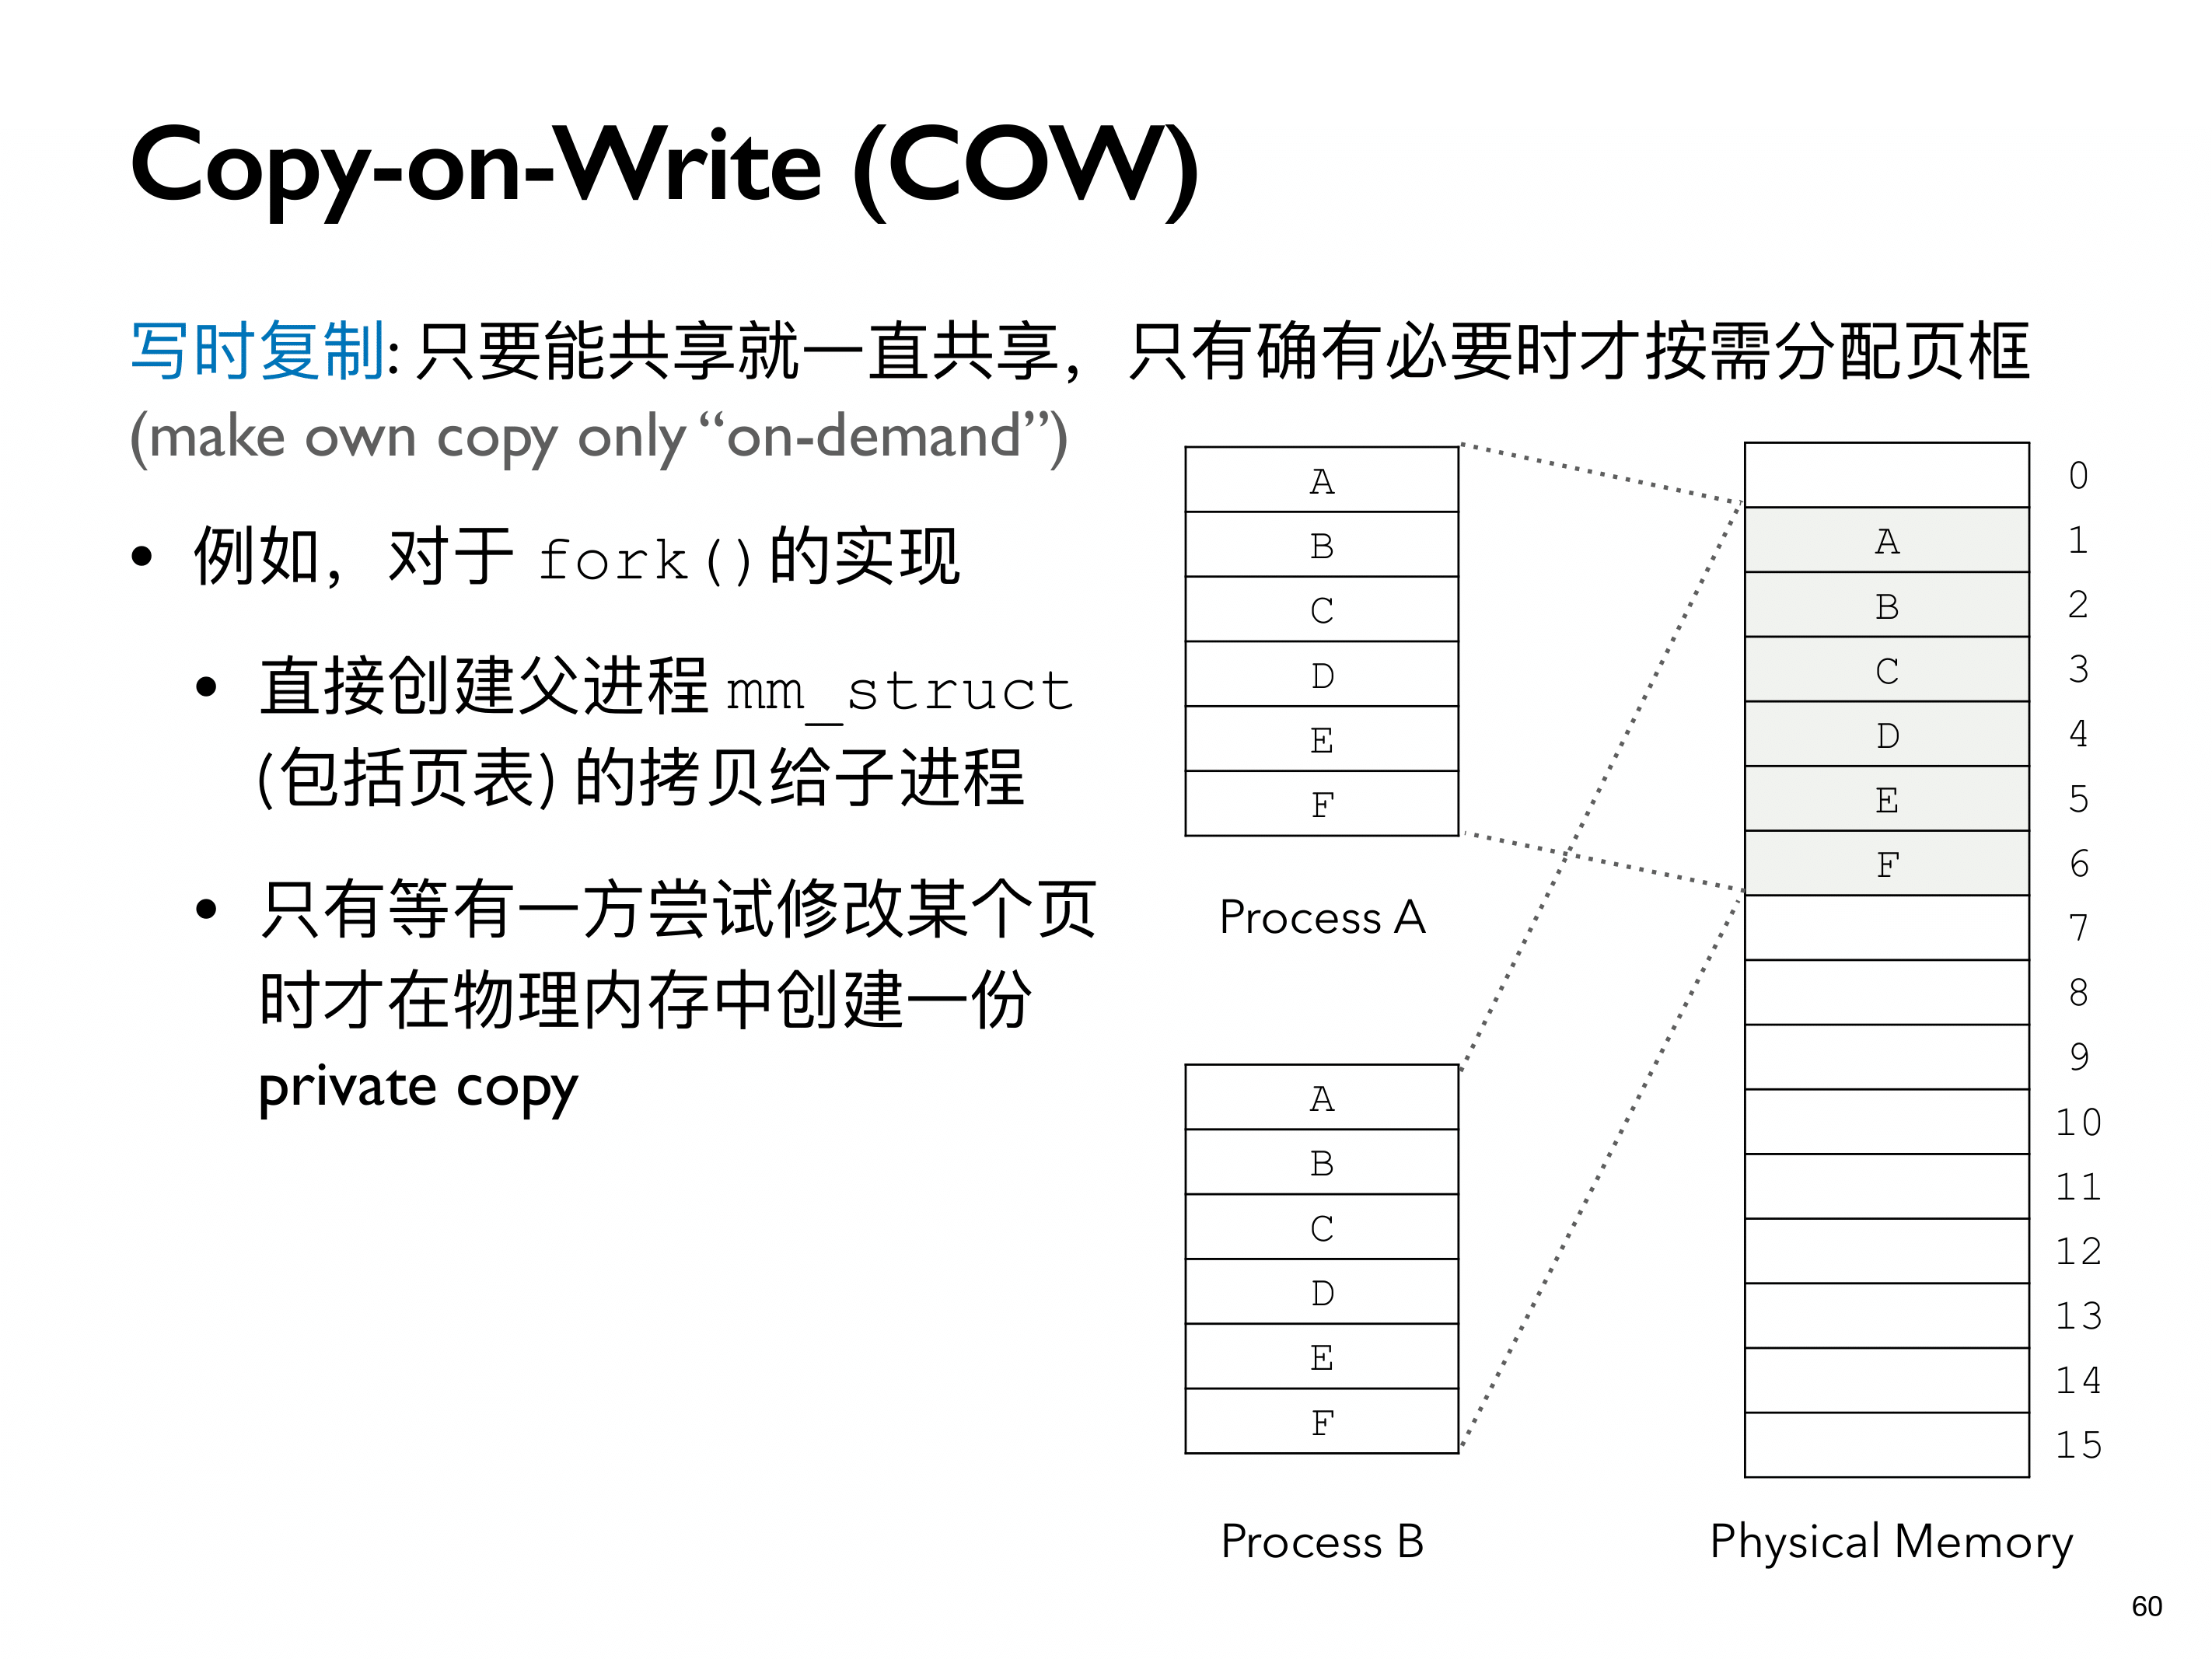 Copy-on-Write (COW)
写时复制: 只要能共享就一直共享，只有确有必要时才按需分配页框
(make own copy only “on-demand”)
• 例如，对于 fork()的实现
• 直接创建父进程 mm_struct
(包括页表) 的拷贝给子进程
• 只有等有一方尝试修改某个页
时才在物理内存中创建一份
private copy
A
B
C
D
E
F
Process A
A
B
C
D
E
F
Process B
0
A 1
B 2
C 3
D 4
E 5
F 6
7
8
9
10
11
12
13
14
15
Physical Memory
60